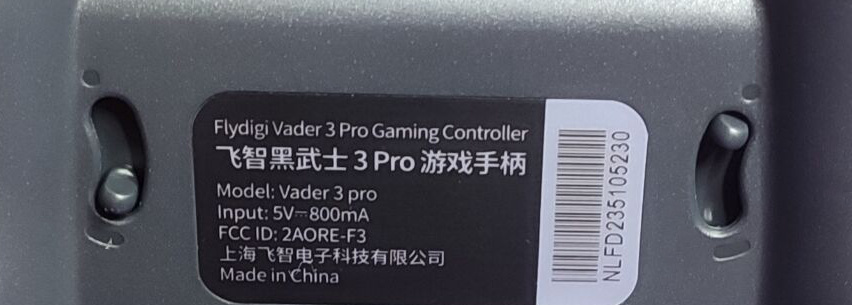 Flydigi Vader 3 Pro Gaming Controller
飞智黑武士 3 Pro 游戏手柄
Model: Vader 3 pro
Input: 5V⎓800mA
FCC ID: 2AORE-F3
上海飞智电子科技有限公司
Made in China
NLFD235105230